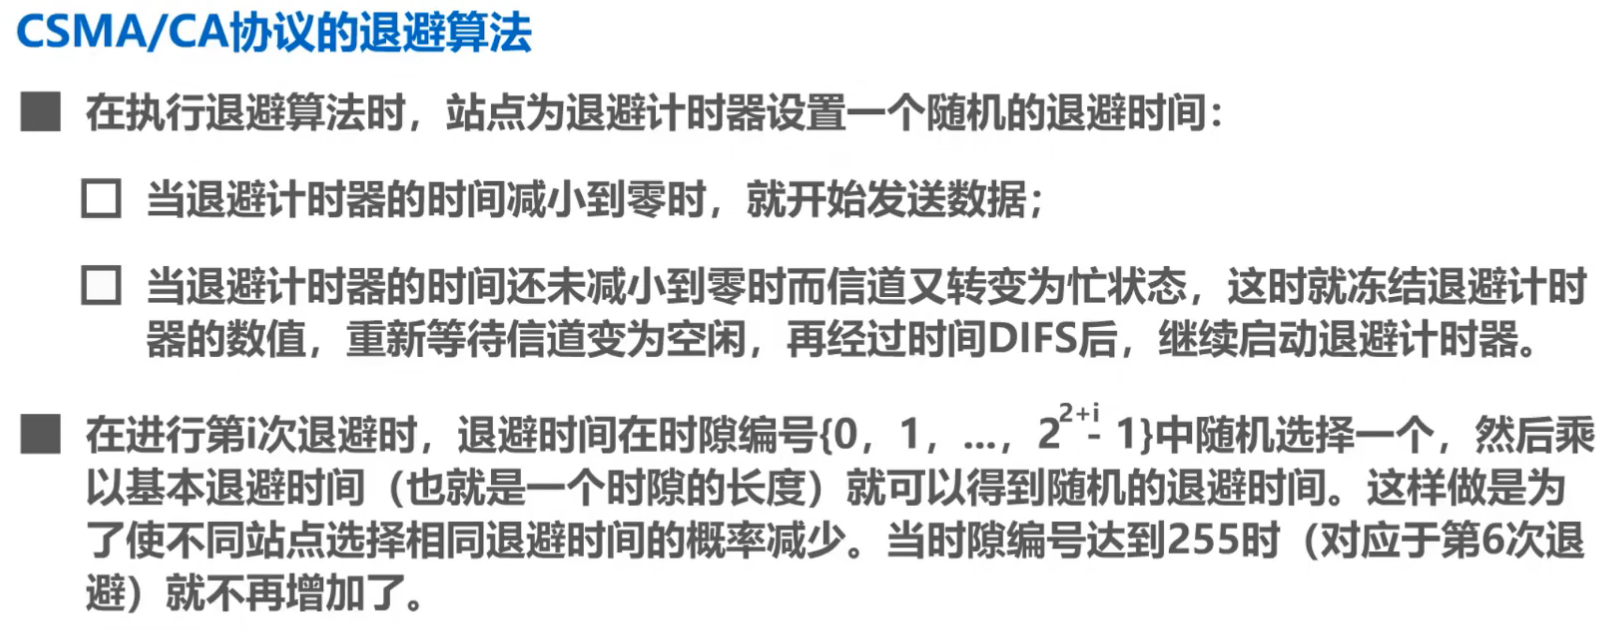 CSMA/CA协议的退避算法
在执行退避算法时，站点为退避计时器设置一个随机的退避时间：
当退避计时器的时间减小到零时，就开始发送数据；
当退避计时器的时间还未减小到零时而信道又转变为忙状态，这时就冻结退避计时
器的数值，重新等待信道变为空闲，再经过时间DIFS后，继续启动退避计时器。
在进行第i次退避时，退避时间在时隙编号{0，1，...，2^{2+i} - 1}中随机选择一个，然后乘
以基本退避时间（也就是一个时隙的长度）就可以得到随机的退避时间。这样做是为
了使不同站点选择相同退避时间的概率减少。当时隙编号达到255时（对应于第6次退
避）就不再增加了。